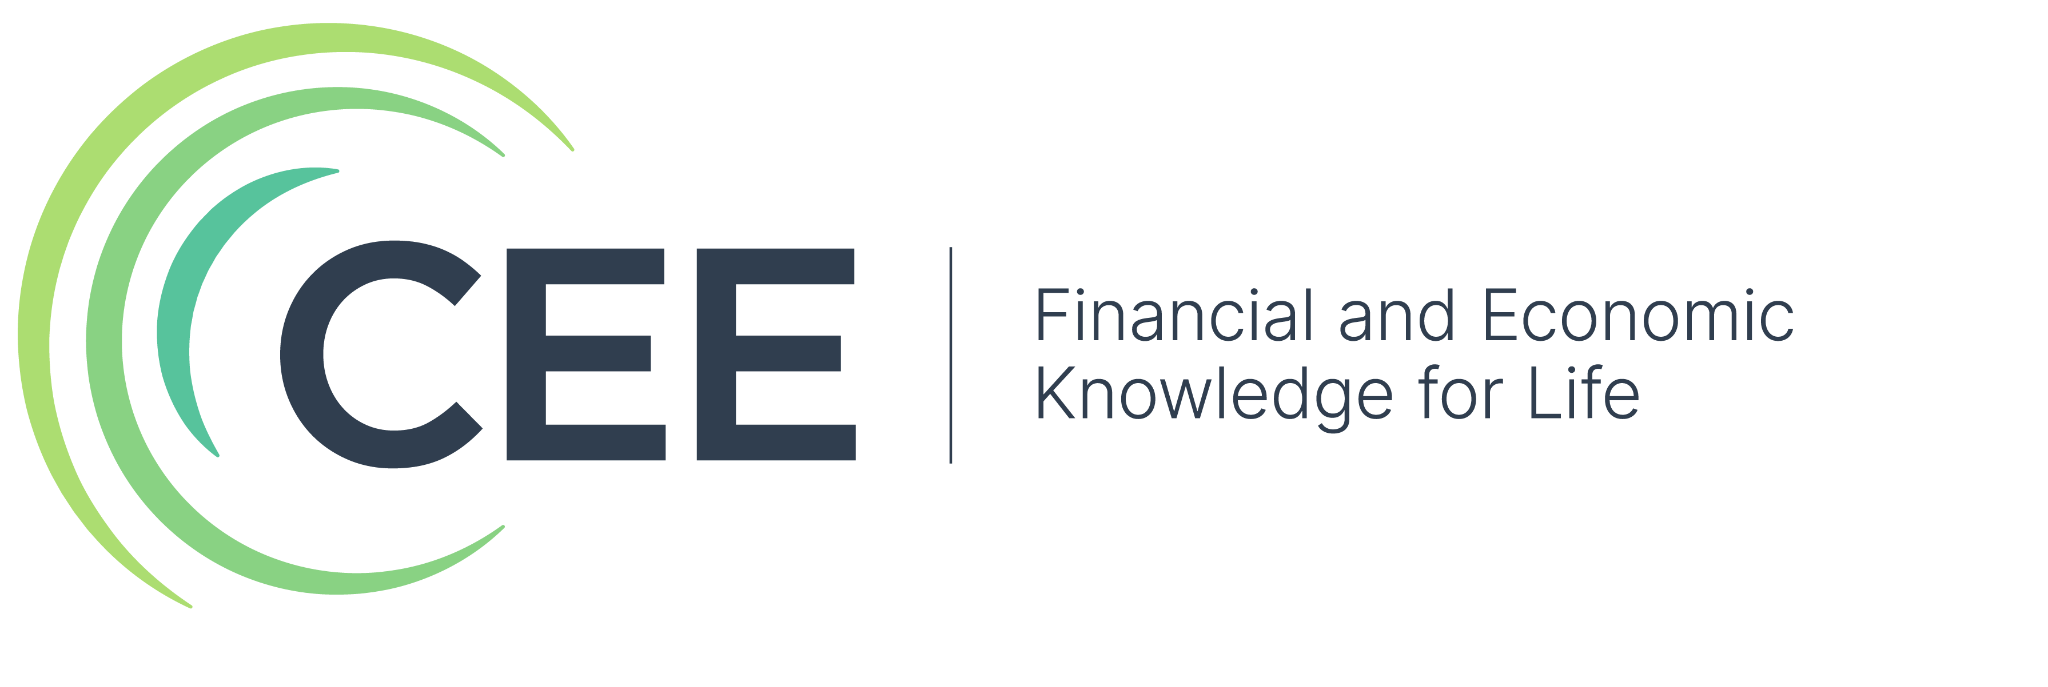 CEE
Financial and Economic
Knowledge for Life